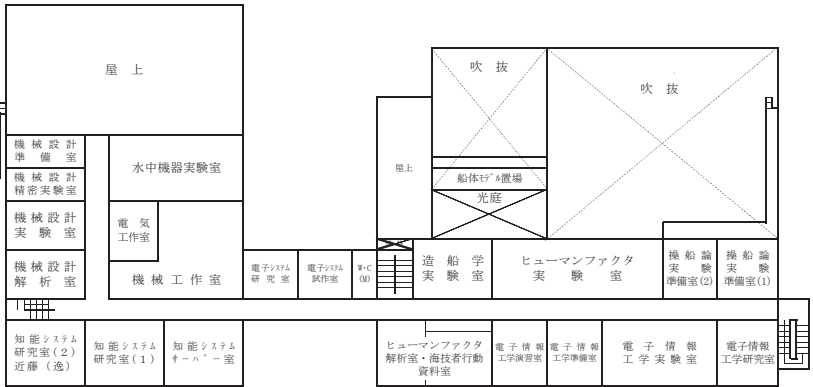 屋上
吹抜
吹抜
機械設計
準備室
水中機器実験室
屋上
船体ﾓﾃﾞﾙ置場
機械設計
精密実験室
光庭
機械設計
実験室
電気
工作室
機械設計
解析室
機械工作室
電子ｼｽﾃﾑ
研究室
電子ｼｽﾃﾑ
試作室
W・C
(M)
造船学
実験室
ヒューマンファクタ
実験室
操船論
実験
準備室(2)
操船論
実験
準備室(1)
知能システム
研究室(2)
近藤(逸)
知能システム
研究室(1)
知能システム
サーバー室
ヒューマンファクタ
解析室・海技者行動
資料室
電子情報
工学演習室
電子情報
工学準備室
電子情報
工学実験室
電子情報
工学研究室